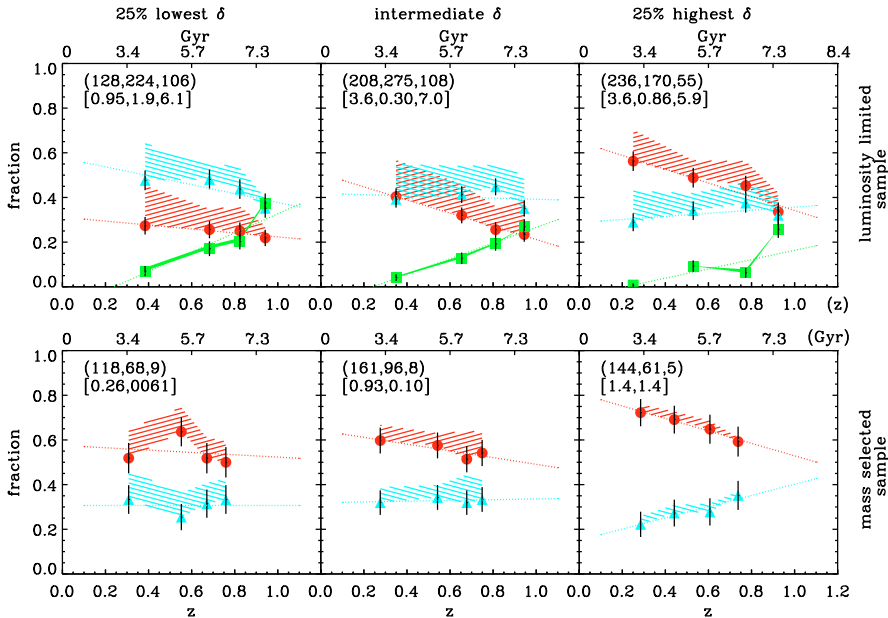 25% lowest δ intermediate δ 25% highest δ
Gyr Gyr Gyr
0 3.4 5.7 7.3 0 3.4 5.7 7.3 0 3.4 5.7 7.3 8.4
1.0
0.8
0.6
0.4
0.2
0.0
fraction
(128,224,106)
[0.95,1.9,6.1]
(208,275,108)
[3.6,0.30,7.0]
(236,170,55)
[3.6,0.86,5.9]
luminosity limited
sample
0.0 0.2 0.4 0.6 0.8 1.0 0.0 0.2 0.4 0.6 0.8 1.0 0.0 0.2 0.4 0.6 0.8 1.0 (z)
0 3.4 5.7 7.3 0 3.4 5.7 7.3 0 3.4 5.7 7.3 (Gyr)
1.0
0.8
0.6
0.4
0.2
0.0
fraction
(118,68,9)
[0.26,0061]
(161,96,8)
[0.93,0.10]
(144,61,5)
[1.4,1.4]
mass selected
sample
0.0 0.2 0.4 0.6 0.8 1.0 0.0 0.2 0.4 0.6 0.8 1.0 0.0 0.2 0.4 0.6 0.8 1.0 1.2
z z z